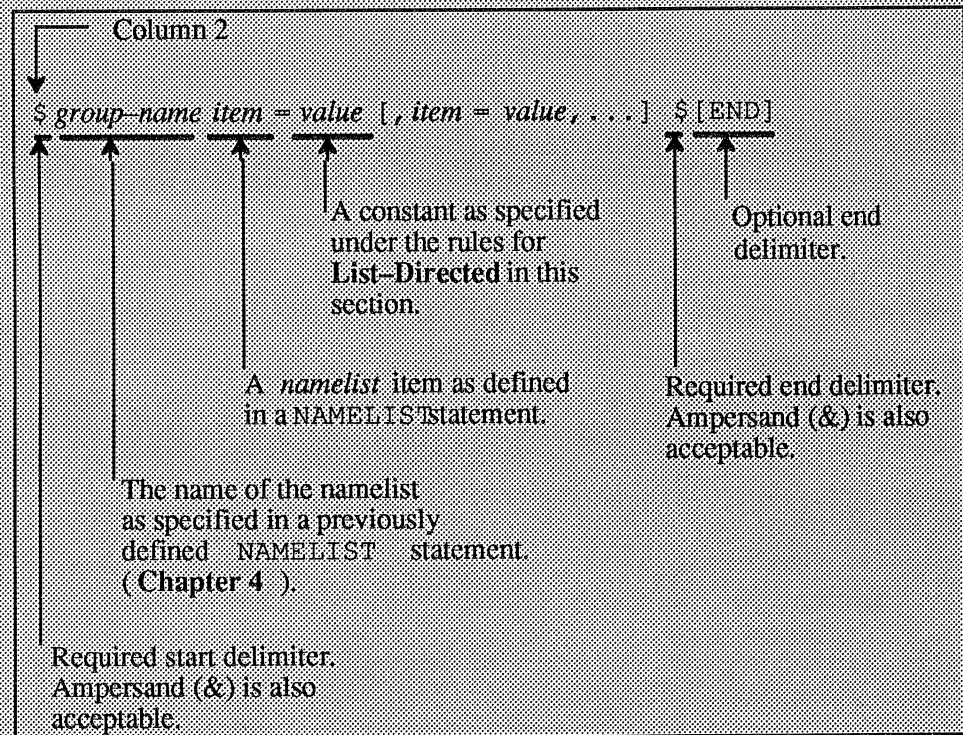 Column 2
$ group–name item = value [, item = value, . . . ] $ [END]
A constant as specified
under the rules for
List–Directed in this
section.
Optional end
delimiter.
A namelist item as defined
in a NAMELIST statement.
Required end delimiter.
Ampersand (&) is also
acceptable.
The name of the namelist
as specified in a previously
defined NAMELIST statement.
( Chapter 4 ).
Required start delimiter.
Ampersand (&) is also
acceptable.